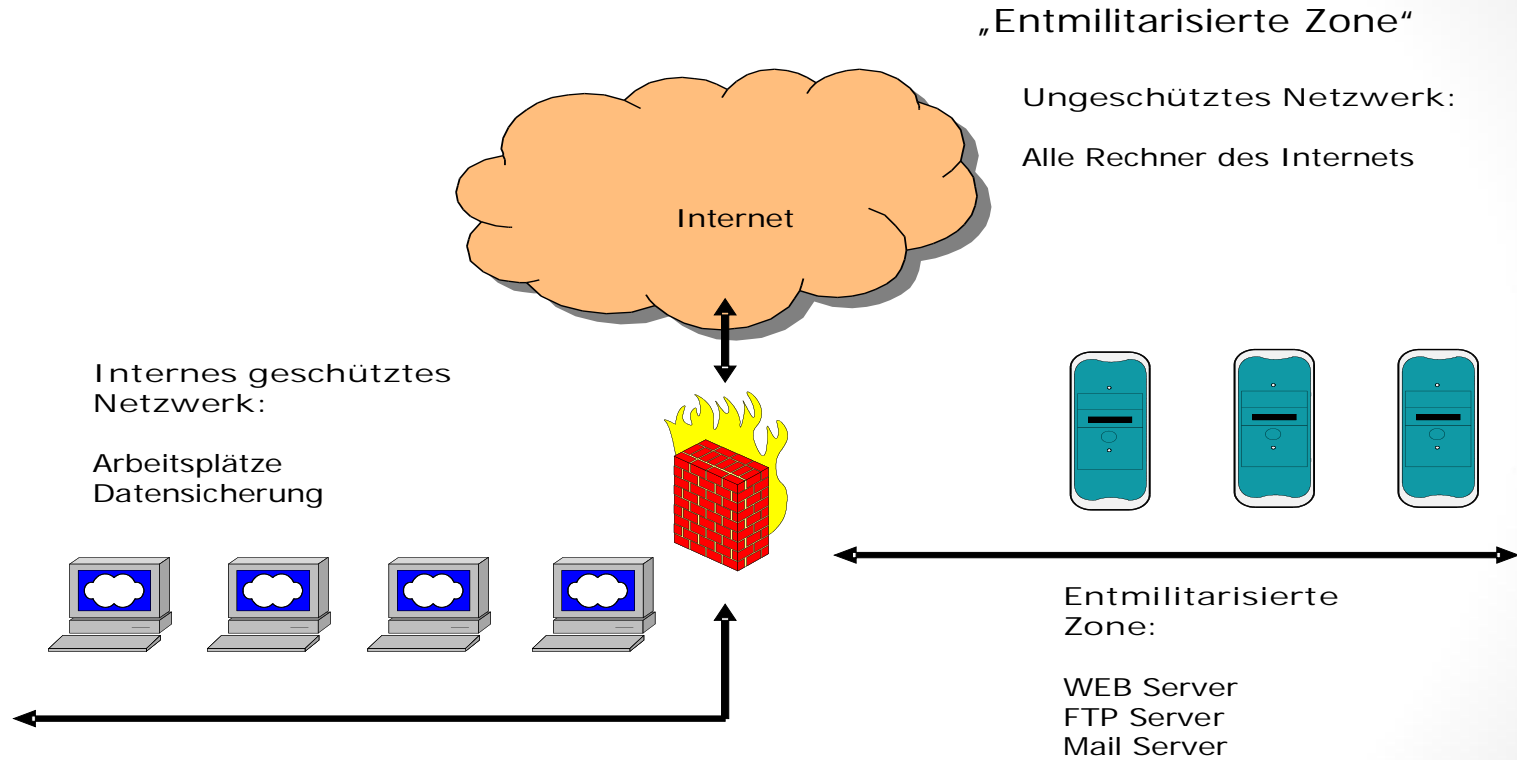 „Entmilitarisierte Zone“
Ungeschütztes Netzwerk:
Alle Rechner des Internets
Internet
Internes geschütztes
Netzwerk:
Arbeitsplätze
Datensicherung
Entmilitarisierte
Zone:
WEB Server
FTP Server
Mail Server